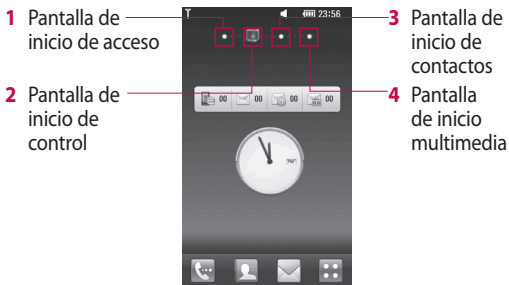 1 Pantalla de
inicio de acceso
2 Pantalla de
inicio de
control
23:56
00 00 00 00
3 Pantalla de
inicio de
contactos
4 Pantalla
de inicio
multimedia